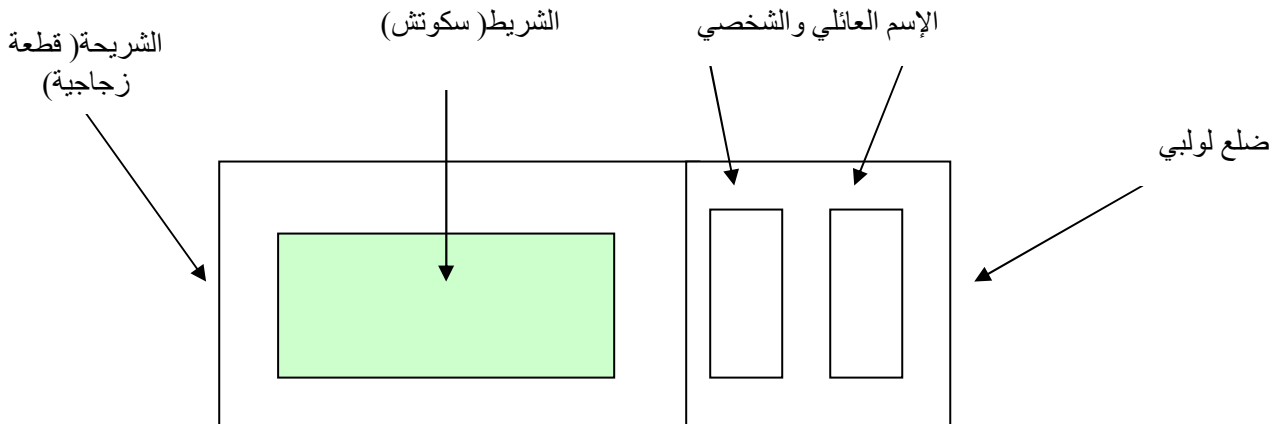 الإسم العائلي والشخصي
الشريط( سكوتش)
الشريحة( قطعة
زجاجية)
ضلع لولبي